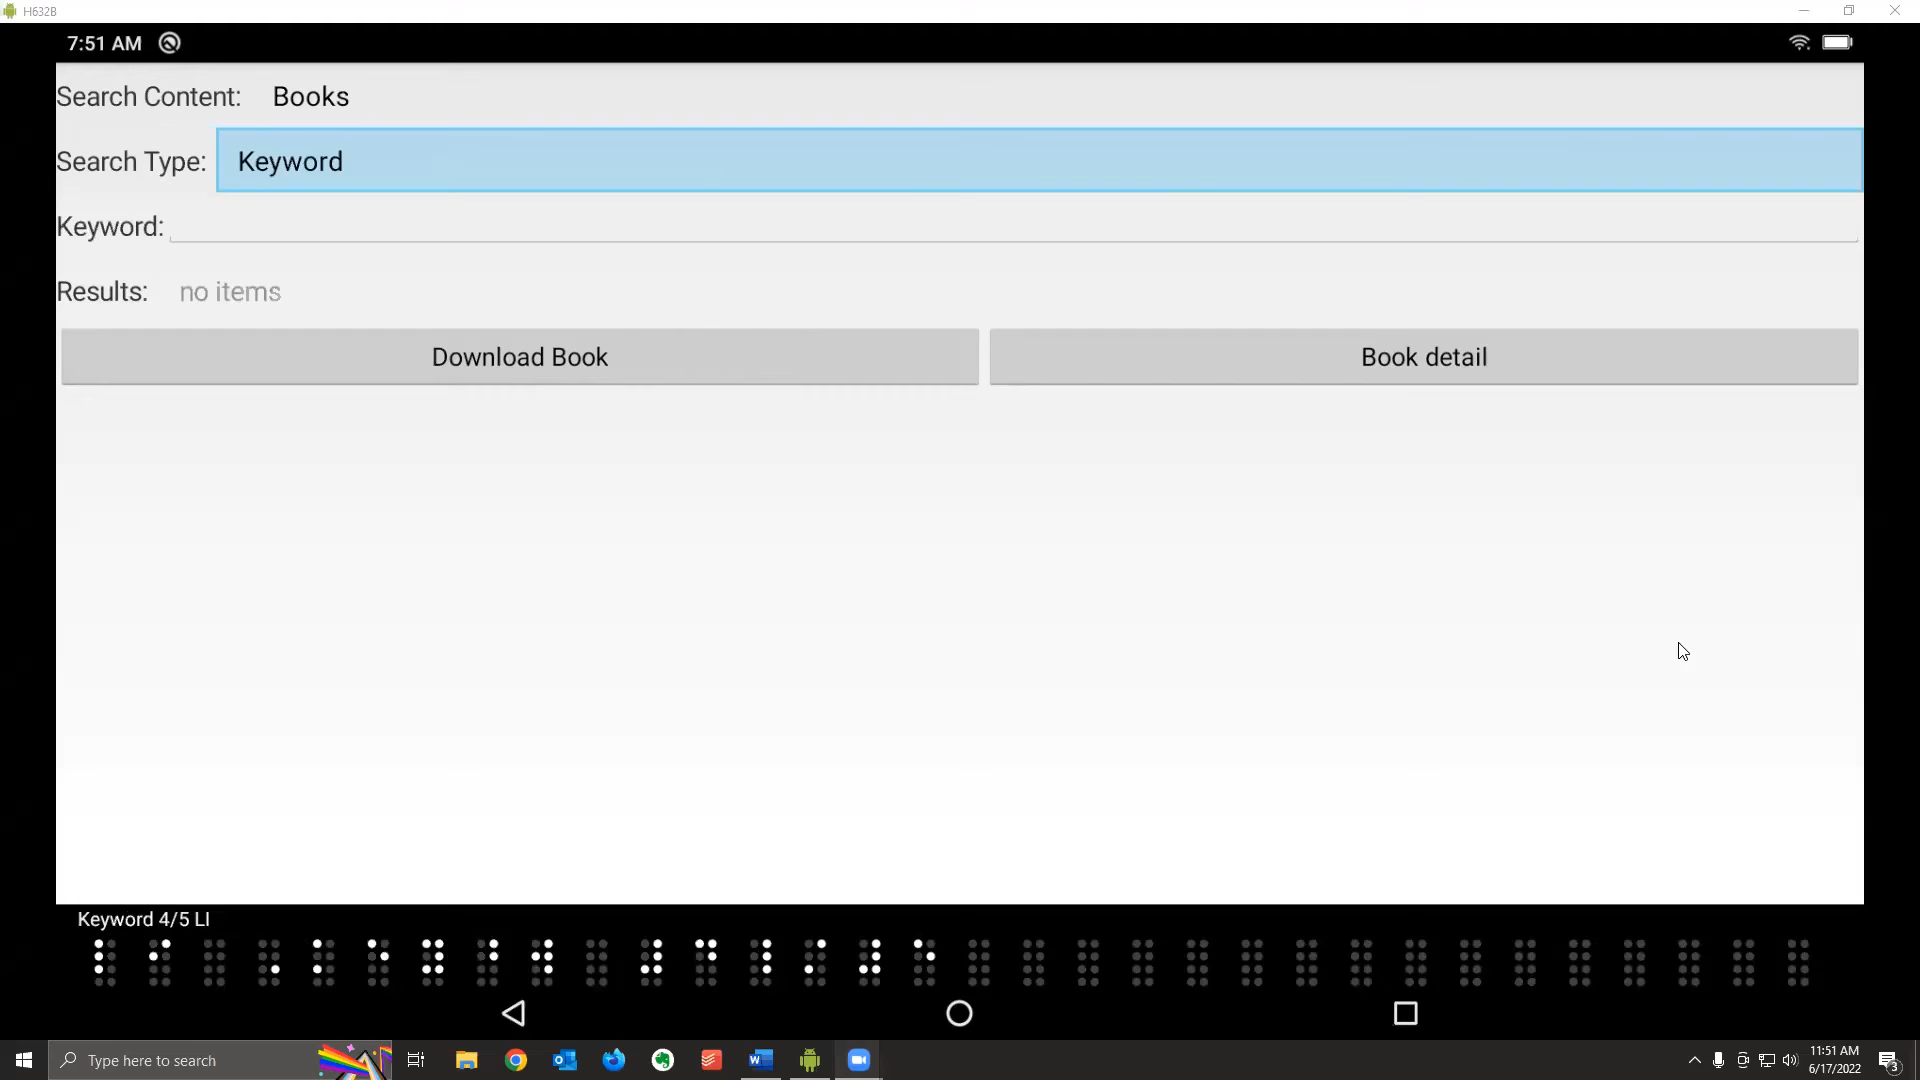 H632B
7:51 AM
Search Content: Books
Search Type: Keyword
Keyword:
Results: no items
Download Book Book detail
Keyword 4/5 LI
Type here to search
11:51 AM
6/17/2022
3